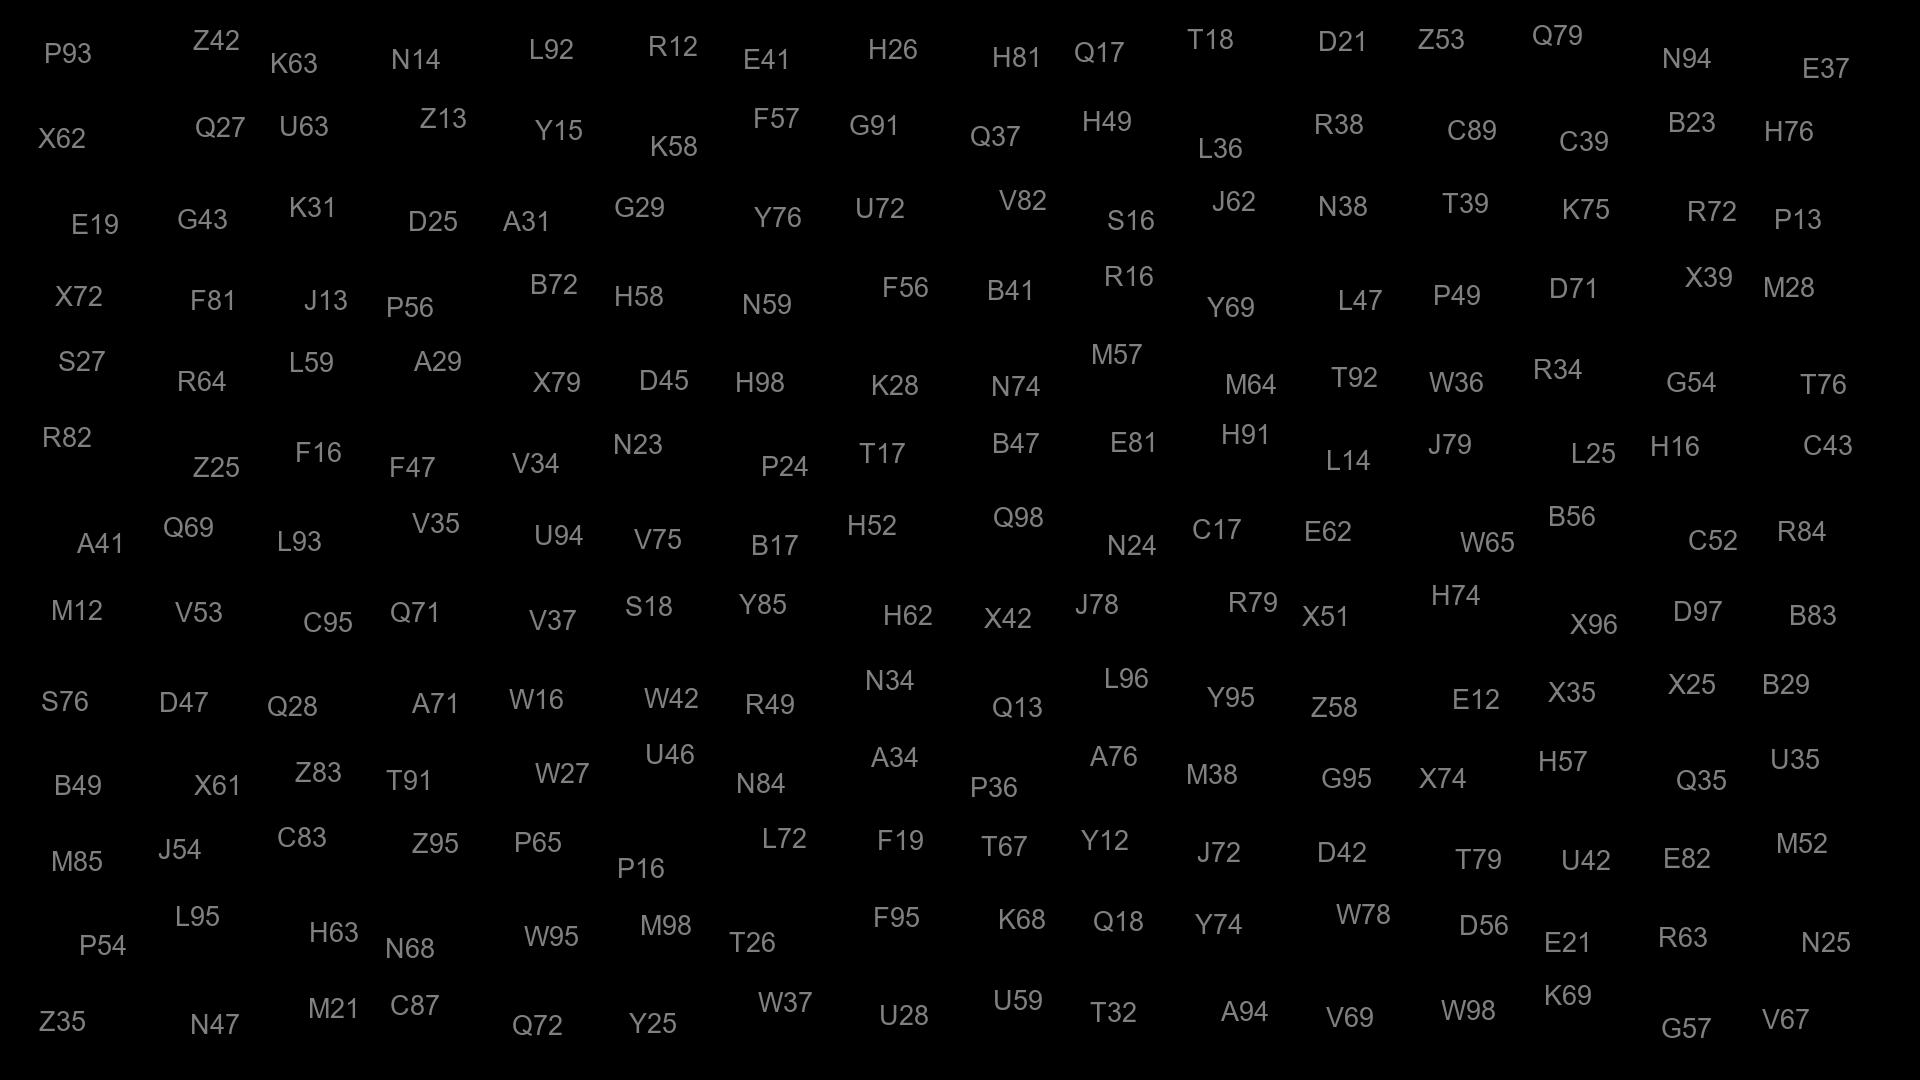 P93 Z42 K63 N14 L92 R12 E41 H26 H81 Q17 T18 D21 Z53 Q79 N94 E37
X62 Q27 U63 Z13 Y15 K58 F57 G91 Q37 H49 L36 R38 C89 C39 B23 H76
E19 G43 K31 D25 A31 G29 Y76 U72 V82 S16 J62 N38 T39 K75 R72 P13
X72 F81 J13 P56 B72 H58 N59 F56 B41 R16 Y69 L47 P49 D71 X39 M28
S27 R64 L59 A29 X79 D45 H98 K28 N74 M57 M64 T92 W36 R34 G54 T76
R82 Z25 F16 F47 V34 N23 P24 T17 B47 E81 H91 L14 J79 L25 H16 C43
A41 Q69 L93 V35 U94 V75 B17 H52 Q98 N24 C17 E62 W65 B56 C52 R84
M12 V53 C95 Q71 V37 S18 Y85 H62 X42 J78 R79 X51 H74 X96 D97 B83
S76 D47 Q28 A71 W16 W42 R49 N34 Q13 L96 Y95 Z58 E12 X35 X25 B29
B49 X61 Z83 T91 W27 U46 N84 A34 P36 A76 M38 G95 X74 H57 Q35 U35
M85 J54 C83 Z95 P65 P16 L72 F19 T67 Y12 J72 D42 T79 U42 E82 M52
P54 L95 H63 N68 W95 M98 T26 F95 K68 Q18 Y74 W78 D56 E21 R63 N25
Z35 N47 M21 C87 Q72 Y25 W37 U28 U59 T32 A94 V69 W98 K69 G57 V67